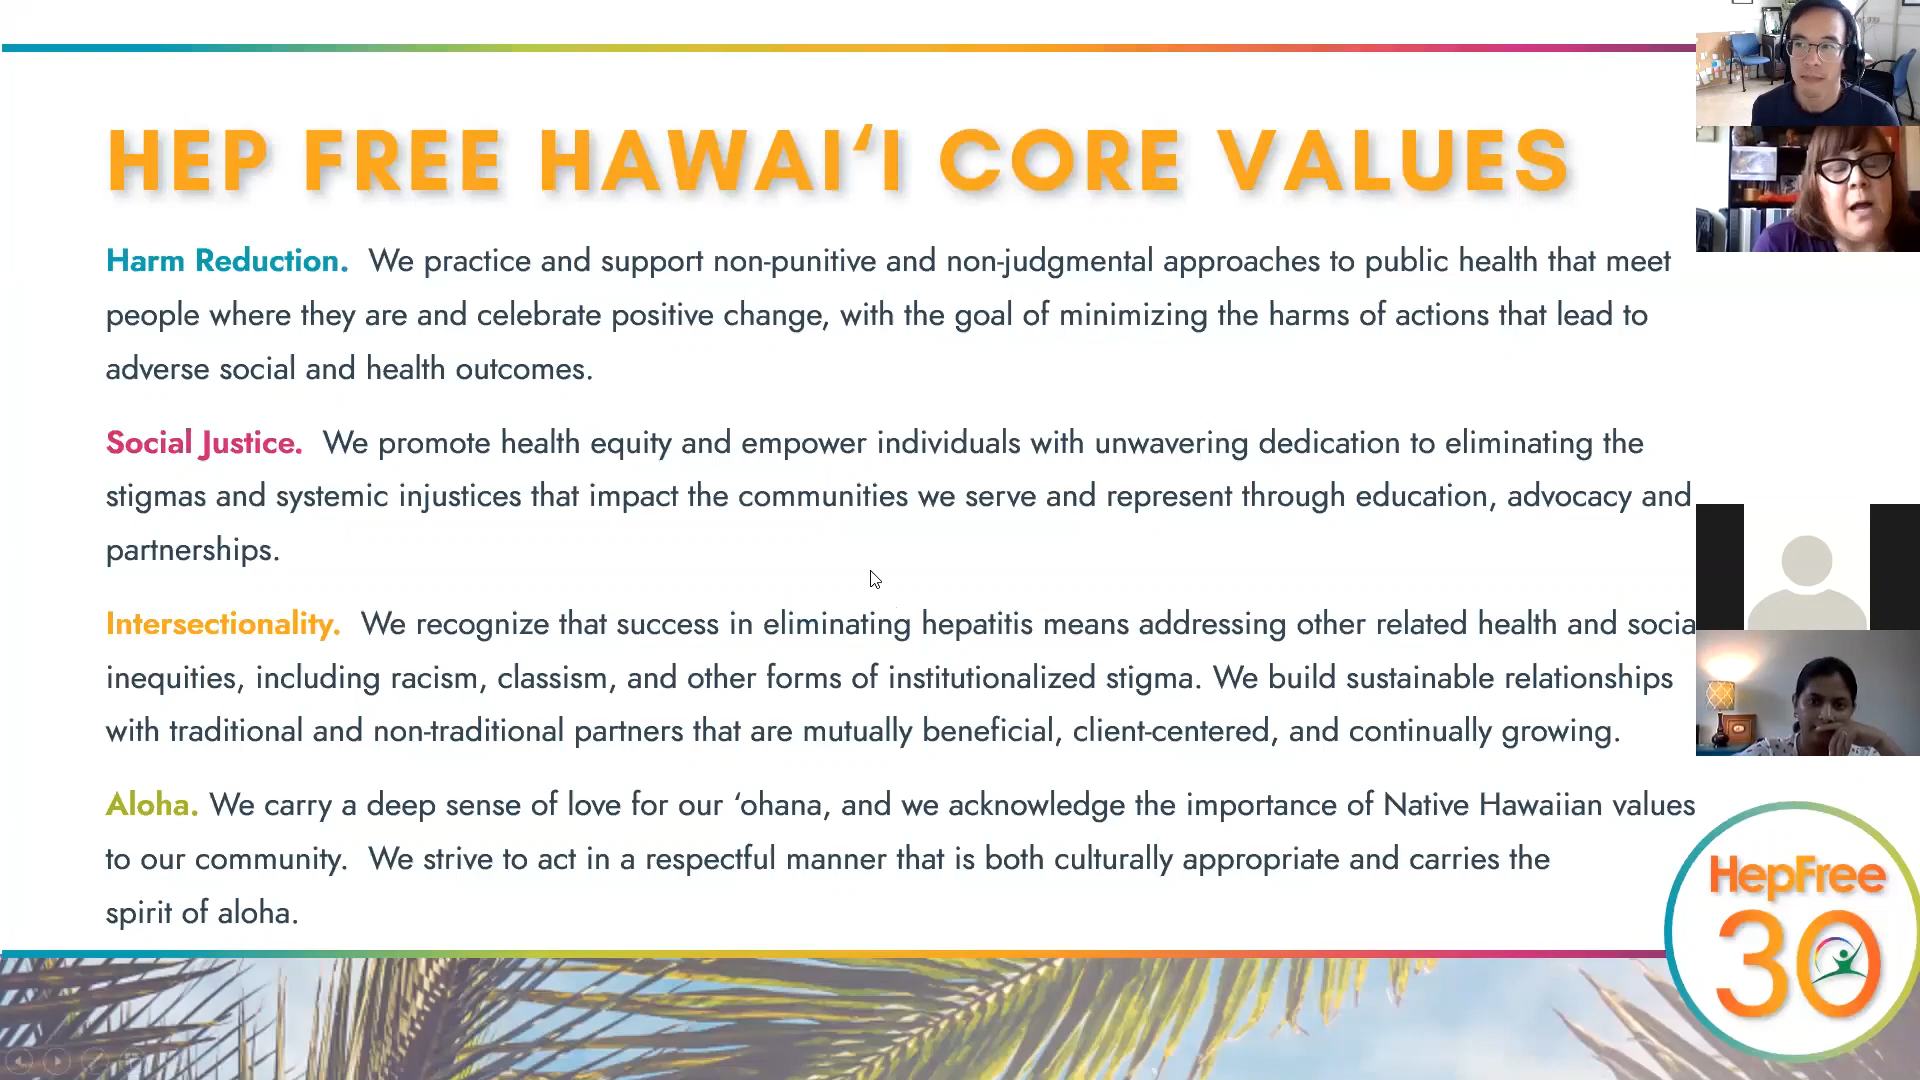 HEP FREE HAWAIʻI CORE VALUES
Harm Reduction.  We practice and support non-punitive and non-judgmental approaches to public health that meet
people where they are and celebrate positive change, with the goal of minimizing the harms of actions that lead to
adverse social and health outcomes.
Social Justice.  We promote health equity and empower individuals with unwavering dedication to eliminating the
stigmas and systemic injustices that impact the communities we serve and represent through education, advocacy and
partnerships.
Intersectionality.  We recognize that success in eliminating hepatitis means addressing other related health and socia
inequities, including racism, classism, and other forms of institutionalized stigma. We build sustainable relationships
with traditional and non-traditional partners that are mutually beneficial, client-centered, and continually growing.
Aloha. We carry a deep sense of love for our ‘ohana, and we acknowledge the importance of Native Hawaiian values
to our community.  We strive to act in a respectful manner that is both culturally appropriate and carries the
spirit of aloha.
HepFree
30